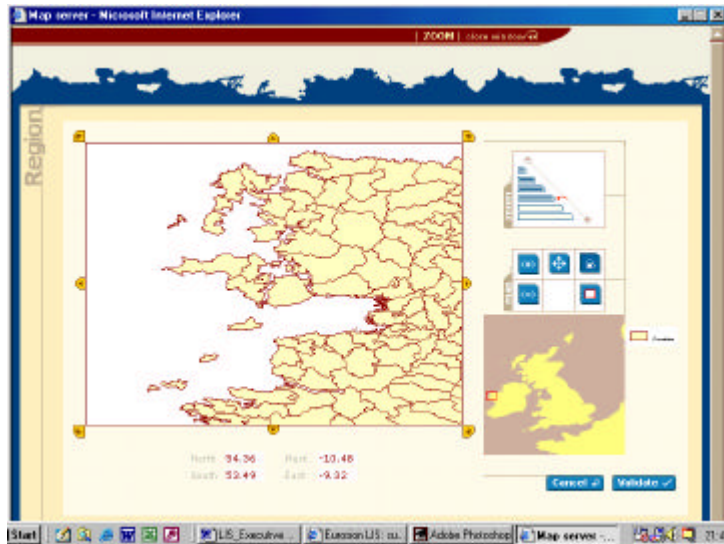 Map server - Microsoft Internet Explorer
| ZOOM | close window
Region
North 54.36 West -10.48
South 53.49 East -9.32
Cancel
Validate
Start LIS_Executive ... Eurosion LIS: cu... Adobe Photoshop Map server -...